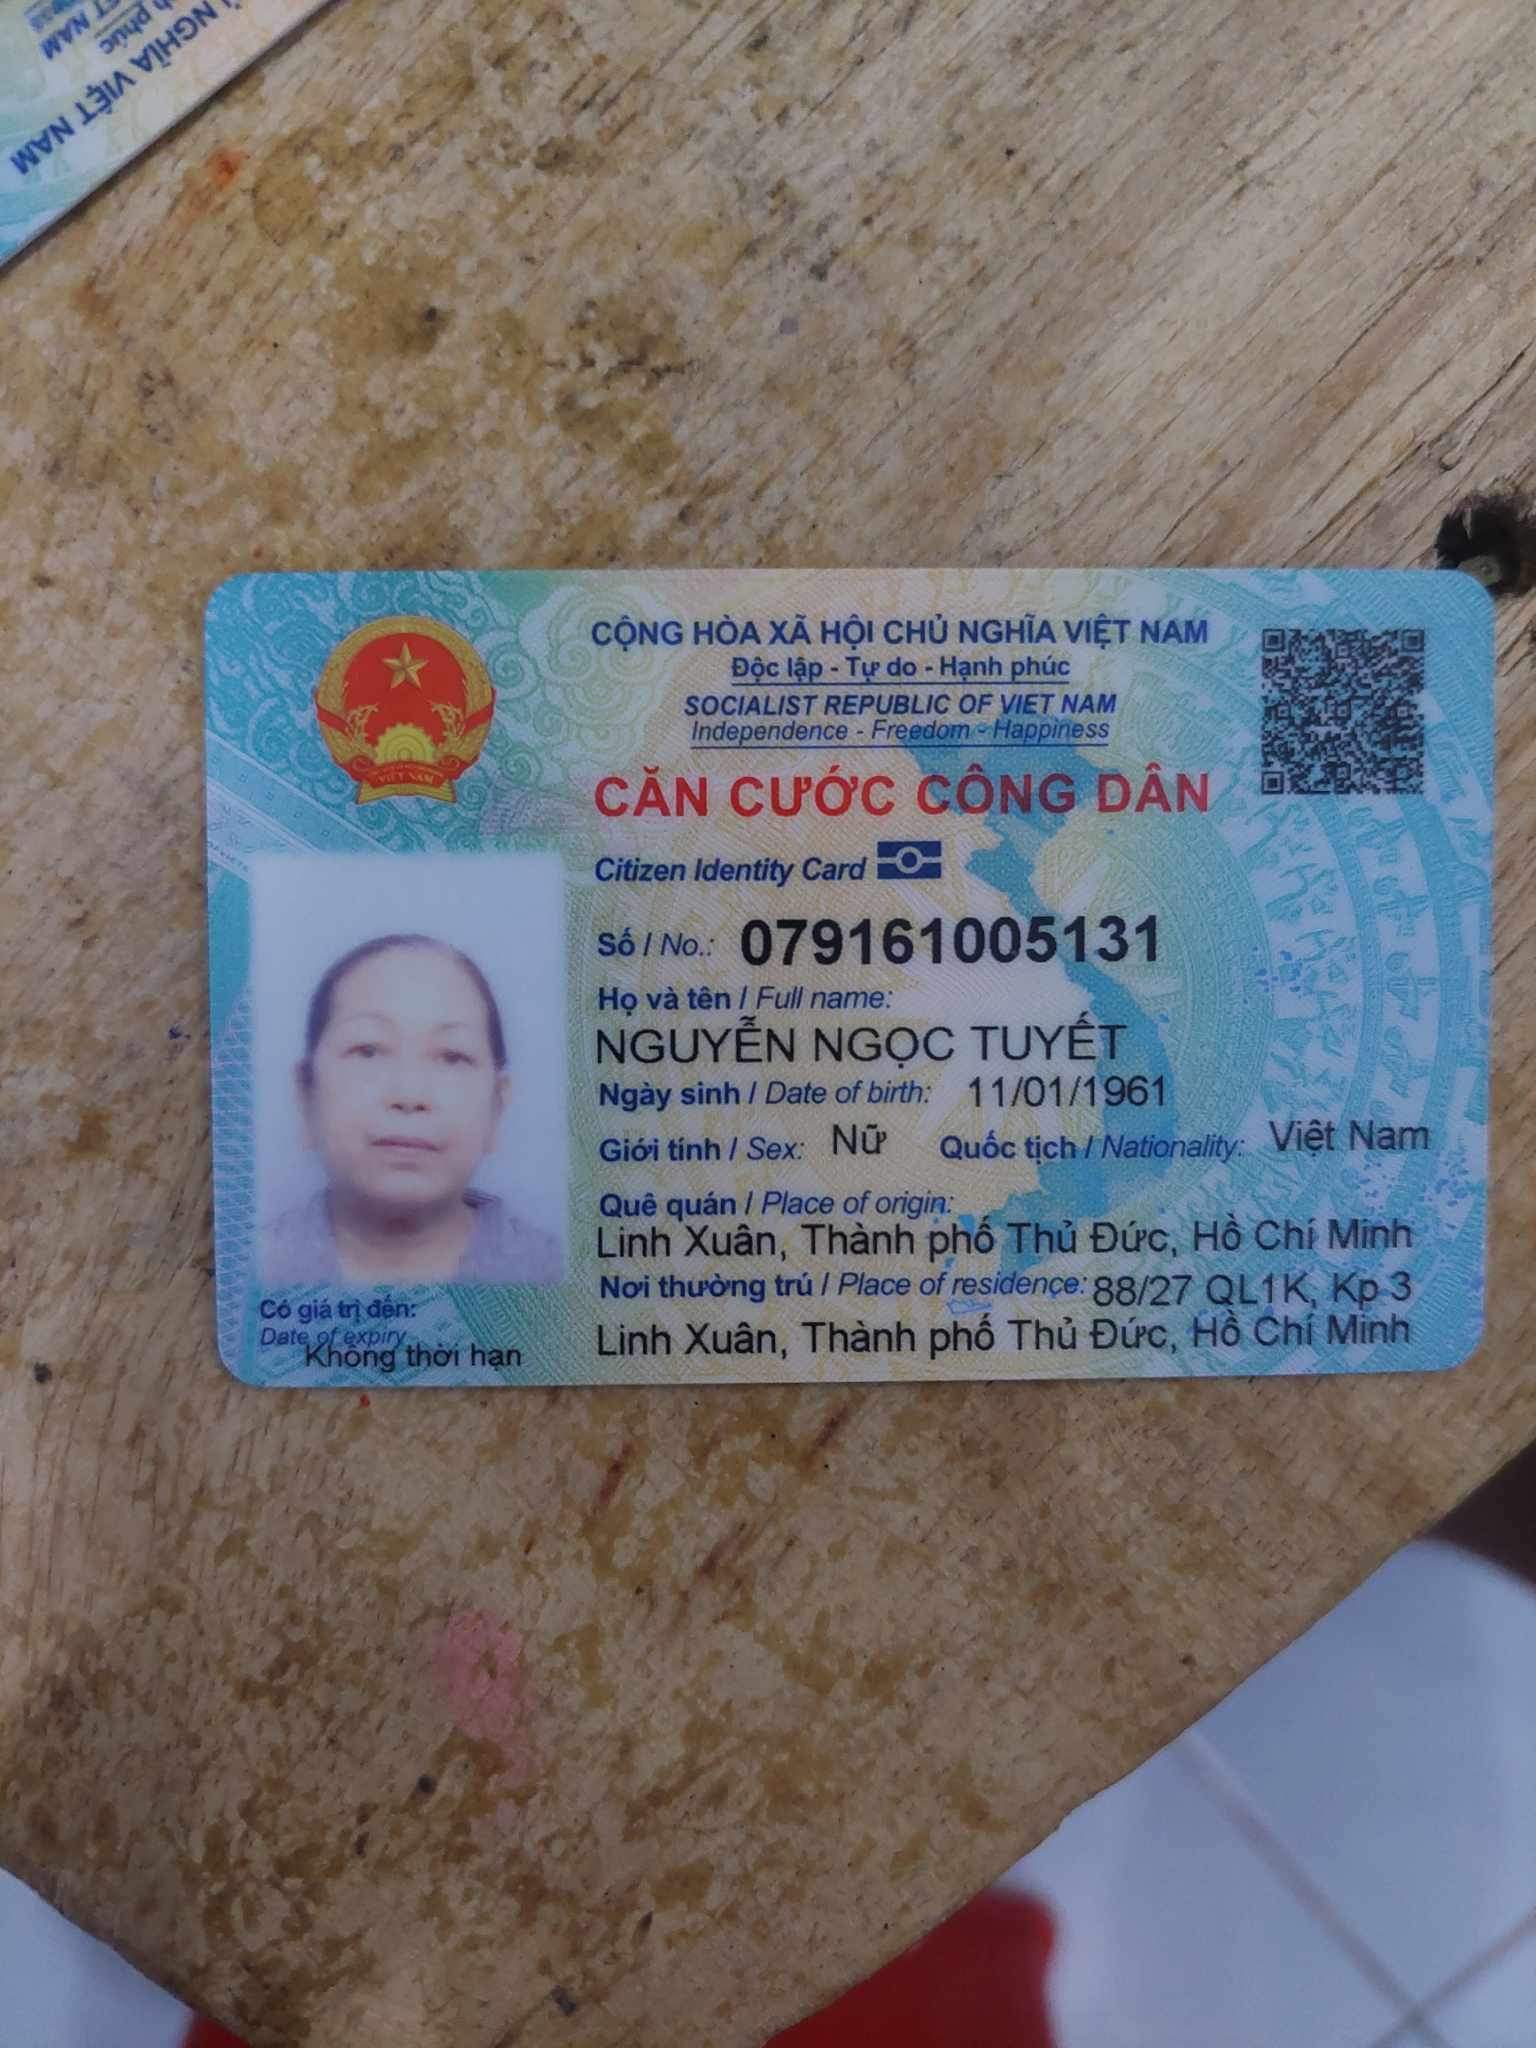 NGHĨA VIỆT NAM
h phúc
ỆT NAM
CỘNG HÒA XÃ HỘI CHỦ NGHĨA VIỆT NAM
Độc lập - Tự do - Hạnh phúc
SOCIALIST REPUBLIC OF VIET NAM
Independence - Freedom - Happiness
VIỆT NAM
CĂN CƯỚC CÔNG DÂN
Citizen Identity Card
Số / No.: 079161005131
Họ và tên / Full name:
NGUYỄN NGỌC TUYẾT
Ngày sinh / Date of birth: 11/01/1961
Giới tính / Sex: Nữ Quốc tịch / Nationality: Việt Nam
Quê quán / Place of origin:
Linh Xuân, Thành phố Thủ Đức, Hồ Chí Minh
Nơi thường trú / Place of residence: 88/27 QL1K, Kp 3
Linh Xuân, Thành phố Thủ Đức, Hồ Chí Minh
Có giá trị đến:
Date of expiry
Không thời hạn